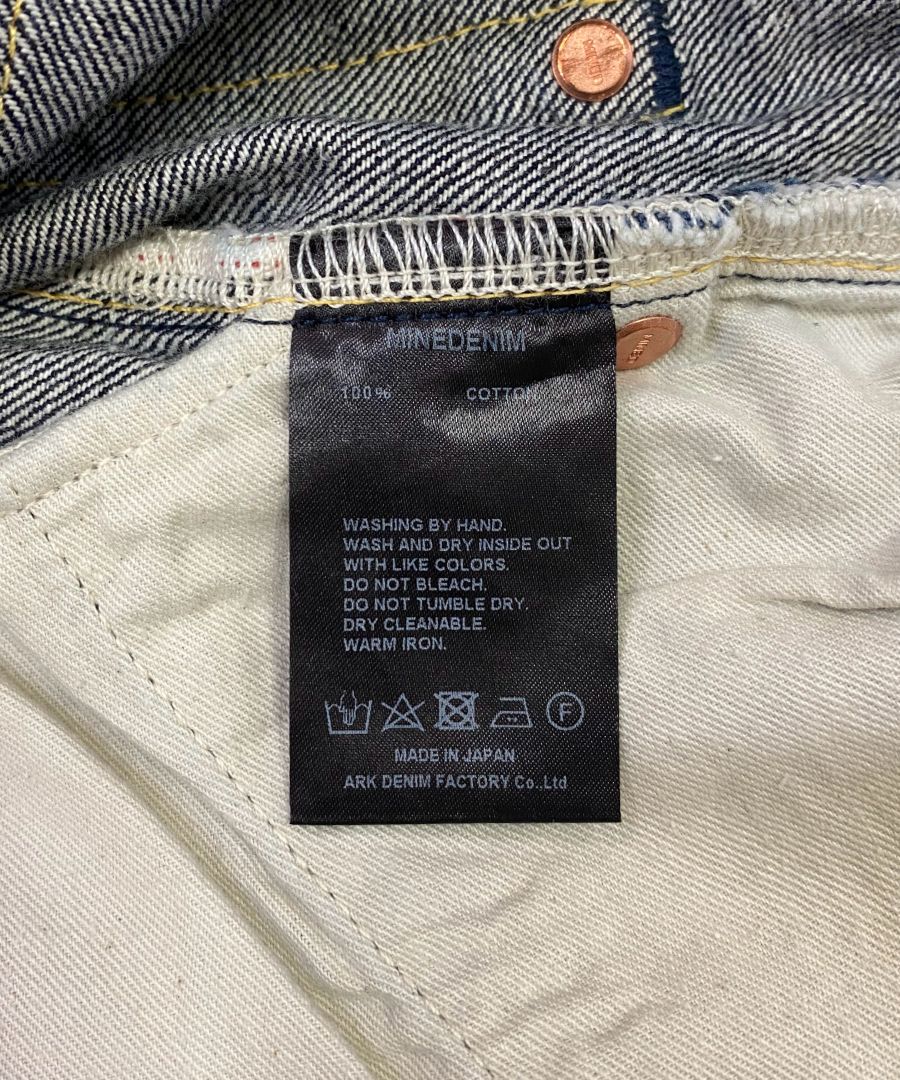 MINEDENIM
100% COTTON
WASHING BY HAND.
WASH AND DRY INSIDE OUT
WITH LIKE COLORS.
DO NOT BLEACH.
DO NOT TUMBLE DRY.
DRY CLEANABLE.
WARM IRON.
F
MADE IN JAPAN
ARK DENIM FACTORY Co.,Ltd